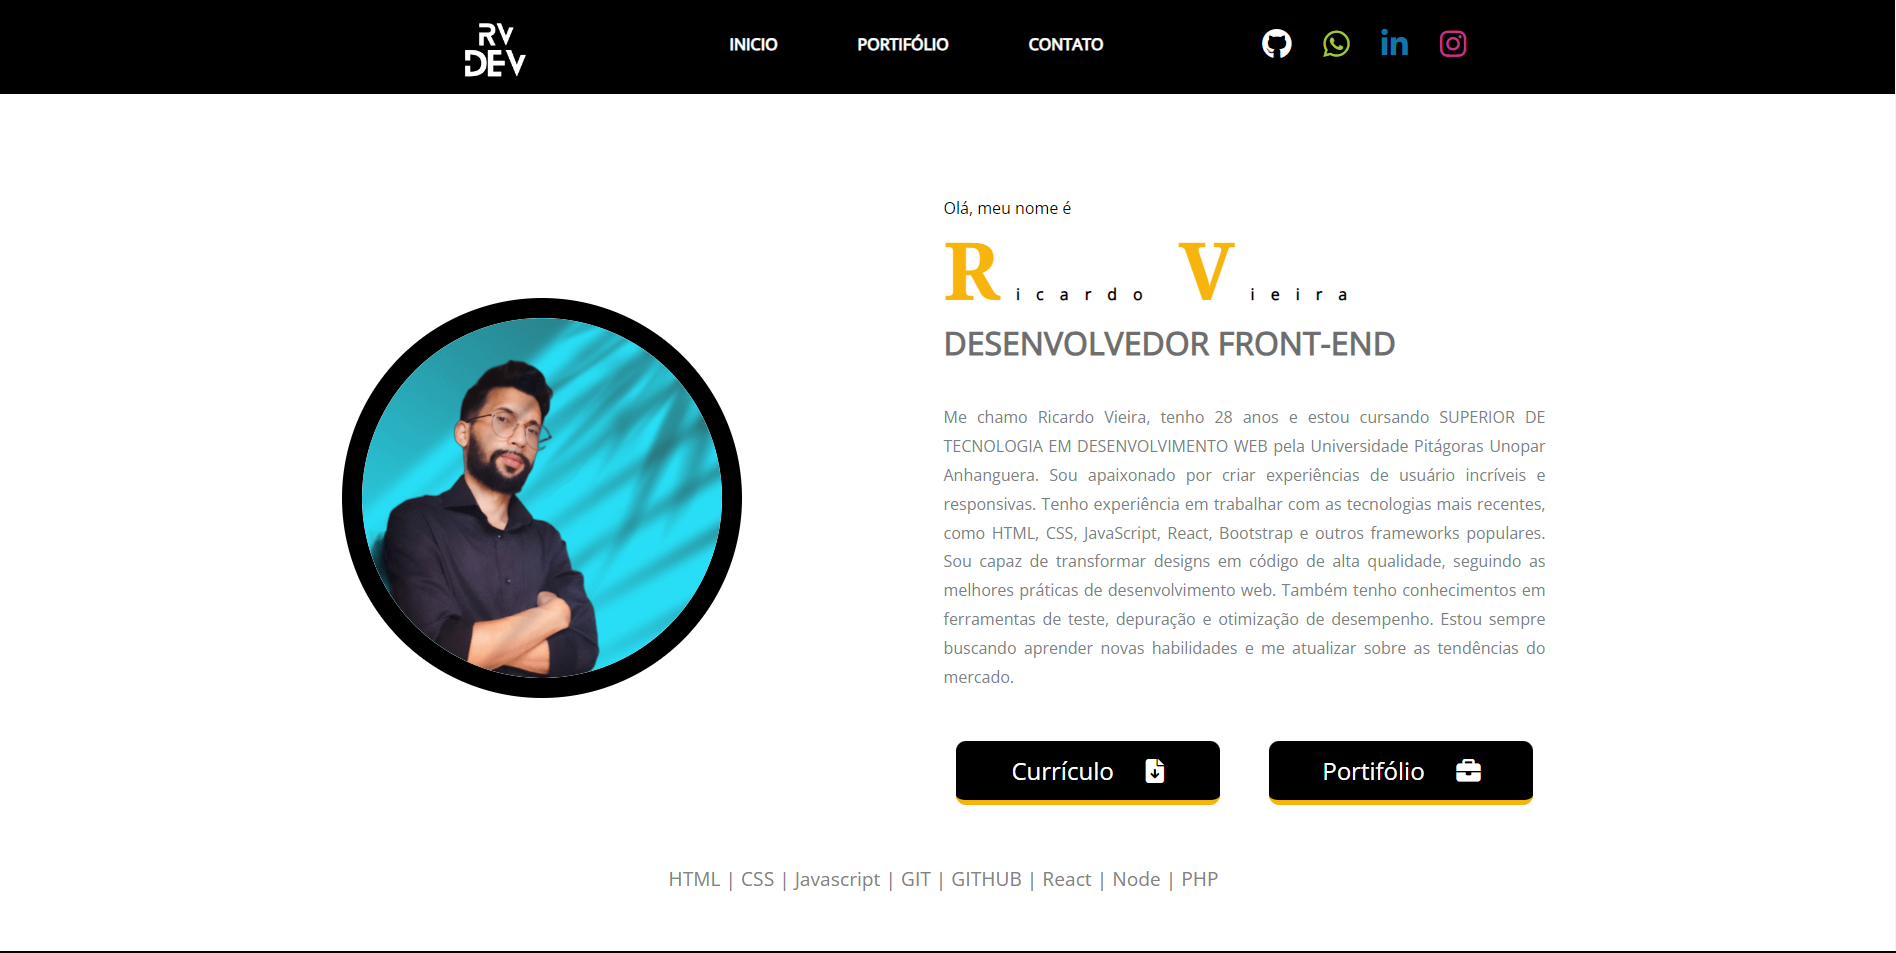 RV
DEV
INICIO PORTIFÓLIO CONTATO
Olá, meu nome é
Ricardo Vieira
DESENVOLVEDOR FRONT-END
Me chamo Ricardo Vieira, tenho 28 anos e estou cursando SUPERIOR DE
TECNOLOGIA EM DESENVOLVIMENTO WEB pela Universidade Pitágoras Unopar
Anhanguera. Sou apaixonado por criar experiências de usuário incríveis e
responsivas. Tenho experiência em trabalhar com as tecnologias mais recentes,
como HTML, CSS, JavaScript, React, Bootstrap e outros frameworks populares.
Sou capaz de transformar designs em código de alta qualidade, seguindo as
melhores práticas de desenvolvimento web. Também tenho conhecimentos em
ferramentas de teste, depuração e otimização de desempenho. Estou sempre
buscando aprender novas habilidades e me atualizar sobre as tendências do
mercado.
Currículo Portifólio
HTML | CSS | Javascript | GIT | GITHUB | React | Node | PHP